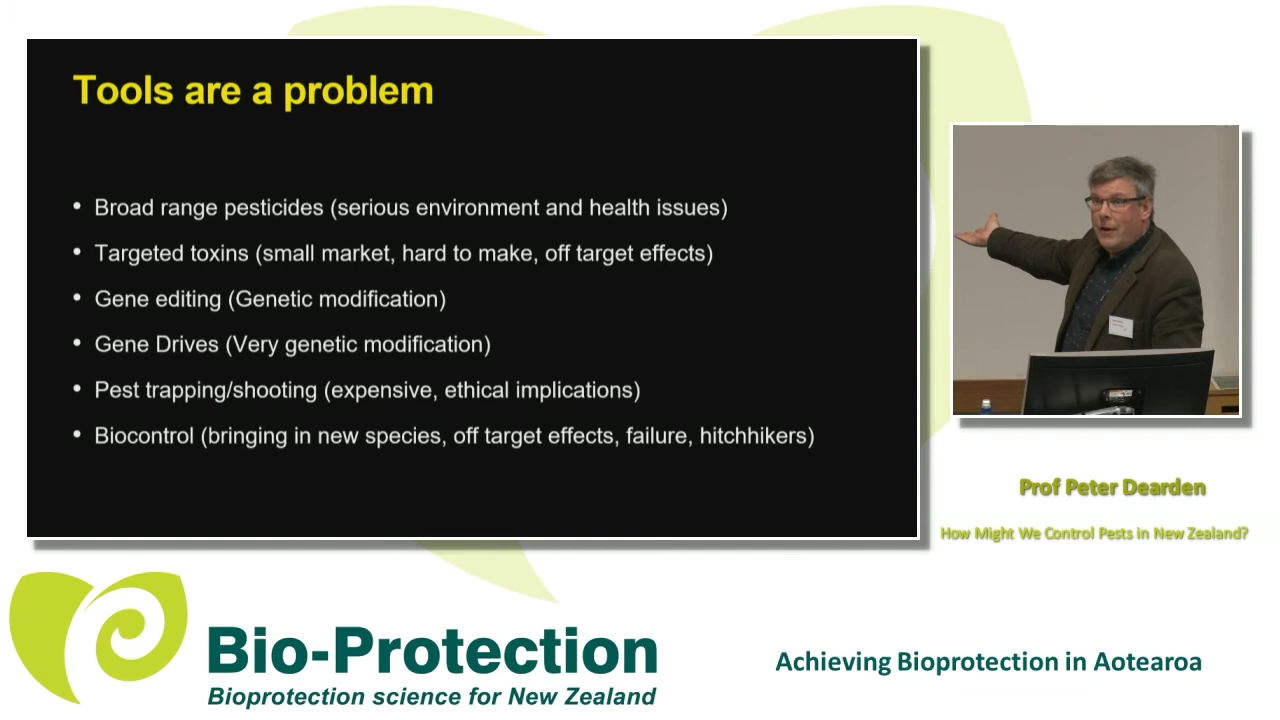 Tools are a problem
• Broad range pesticides (serious environment and health issues)
• Targeted toxins (small market, hard to make, off target effects)
• Gene editing (Genetic modification)
• Gene Drives (Very genetic modification)
• Pest trapping/shooting (expensive, ethical implications)
• Biocontrol (bringing in new species, off target effects, failure, hitchhikers)
Prof Peter Dearden
How Might We Control Pests in New Zealand?
Bio-Protection
Bioprotection science for New Zealand
Achieving Bioprotection in Aotearoa